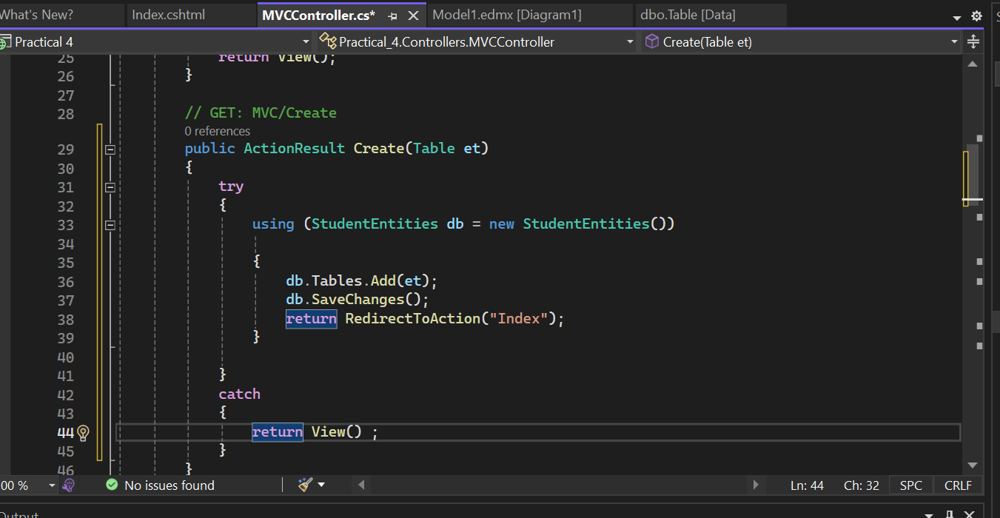 What's New?
Index.cshtml
MVCController.cs*
Model1.edmx [Diagram1]
dbo.Table [Data]
Practical 4
Practical_4.Controllers.MVCController
Create(Table et)
25 return View();
26 }
27
28 // GET: MVC/Create
0 references
29 public ActionResult Create(Table et)
30 {
31 try
32 {
33 using (StudentEntities db = new StudentEntities())
34
35 {
36 db.Tables.Add(et);
37 db.SaveChanges();
38 return RedirectToAction("Index");
39 }
40
41 }
42 catch
43 {
44 return View() ;
45 }
46 }
00 %
No issues found
Ln: 44
Ch: 32
SPC
CRLF
Output